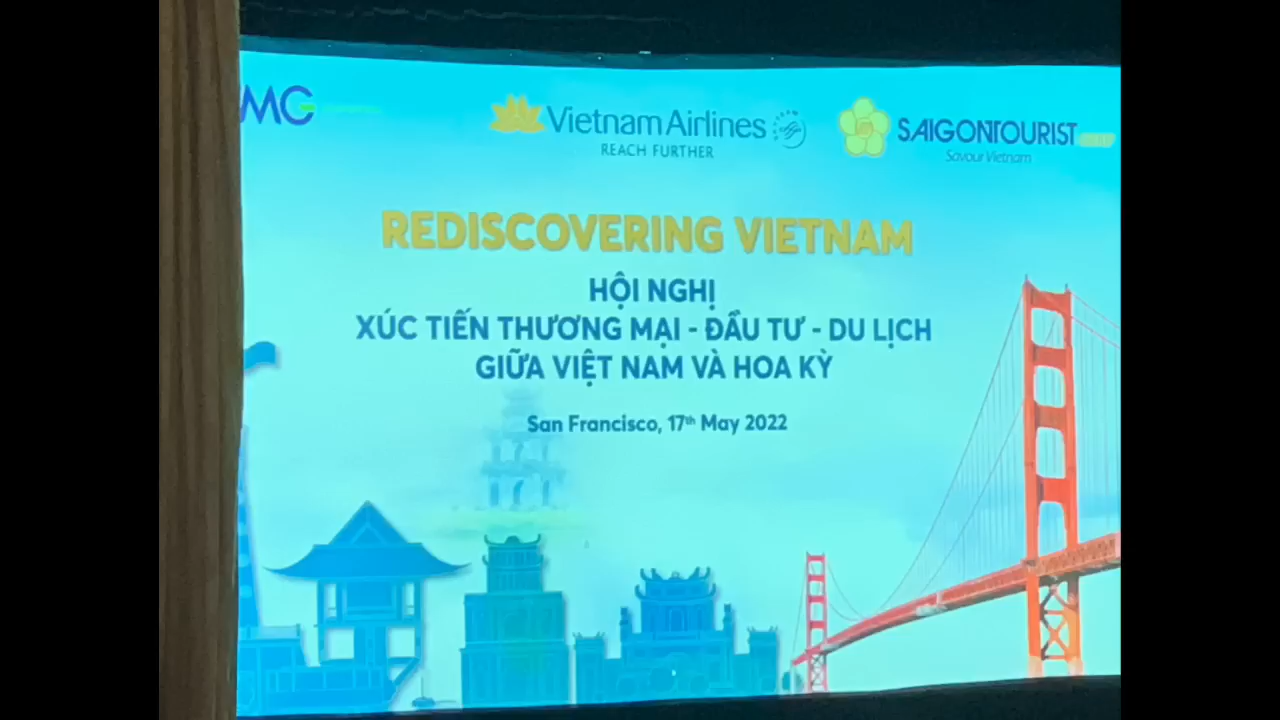 MG
Vietnam Airlines
REACH FURTHER
SAIGONTOURIST
Savour Vietnam
REDISCOVERING VIETNAM
HỘI NGHỊ
XÚC TIẾN THƯƠNG MẠI - ĐẦU TƯ - DU LỊCH
GIỮA VIỆT NAM VÀ HOA KỲ
San Francisco, 17th May 2022